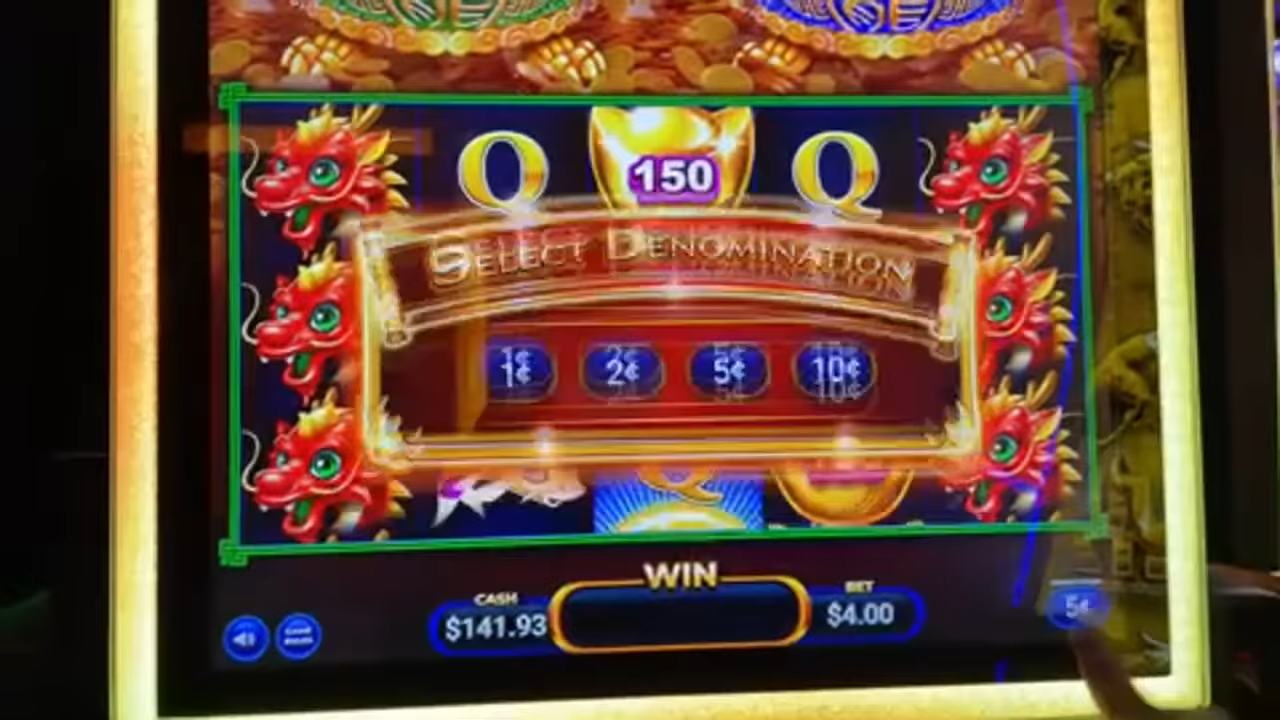 Q 150 Q
SELECT DENOMINATION
1¢ 2¢ 5¢ 10¢
Q
WIN
CASH BET
$141.93 $4.00
5¢